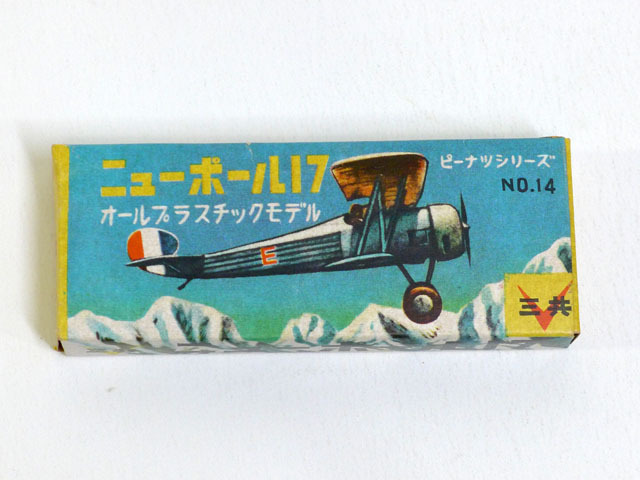 ニューポール17
オールプラスチックモデル
ピーナツシリーズ
NO.14
E
三共